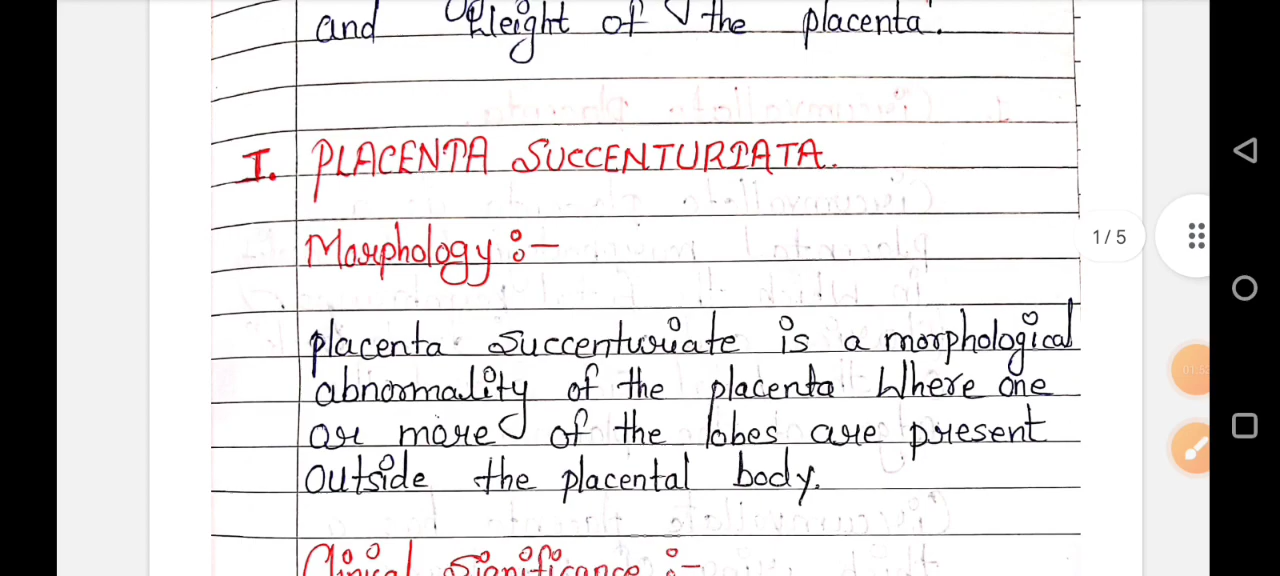 and Weight of the placenta.
I. PLACENTA SUCCENTURIATA.
Morphology :-
1/5
placenta succenturiate is a morphological
abnormality of the placenta Where one
or more of the lobes are present
outside the placental body.
Clinical Significance :-